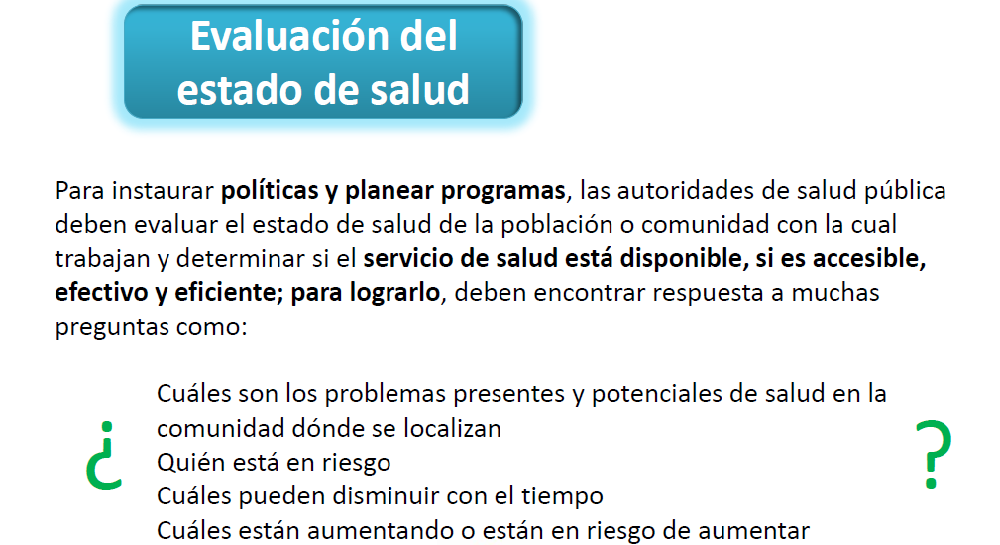 Evaluación del
estado de salud
Para instaurar políticas y planear programas, las autoridades de salud pública
deben evaluar el estado de salud de la población o comunidad con la cual
trabajan y determinar si el servicio de salud está disponible, si es accesible,
efectivo y eficiente; para lograrlo, deben encontrar respuesta a muchas
preguntas como:
¿
Cuáles son los problemas presentes y potenciales de salud en la
comunidad dónde se localizan
Quién está en riesgo
Cuáles pueden disminuir con el tiempo
Cuáles están aumentando o están en riesgo de aumentar
?